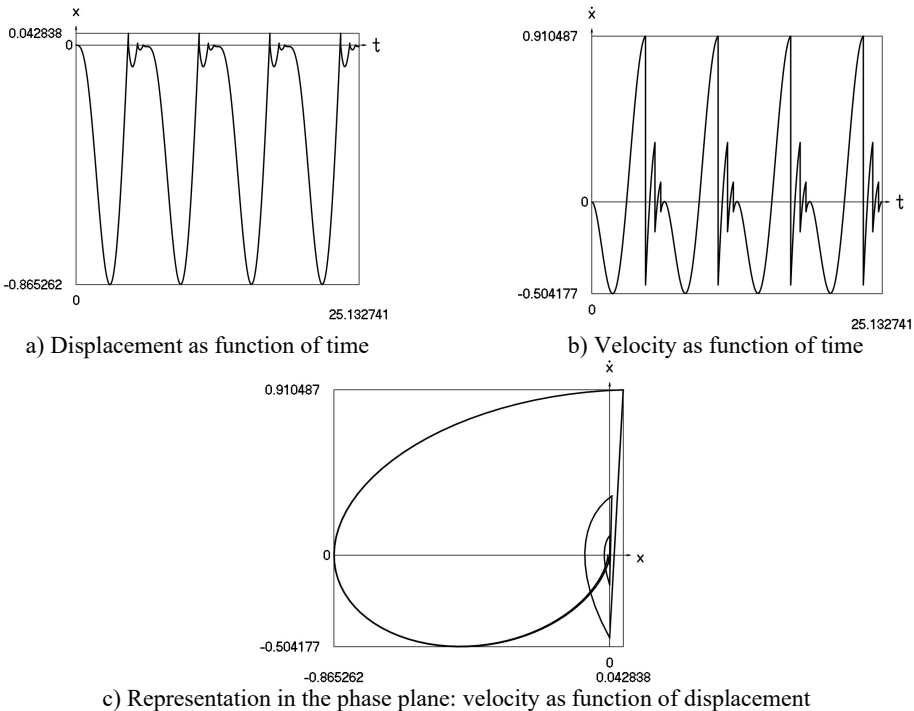 x
0.042838
0
t
-0.865262
0
25.132741
a) Displacement as function of time
ẋ
0.910487
0
t
-0.504177
0
25.132741
b) Velocity as function of time
ẋ
0.910487
0
x
-0.504177
0
-0.865262 0.042838
c) Representation in the phase plane: velocity as function of displacement